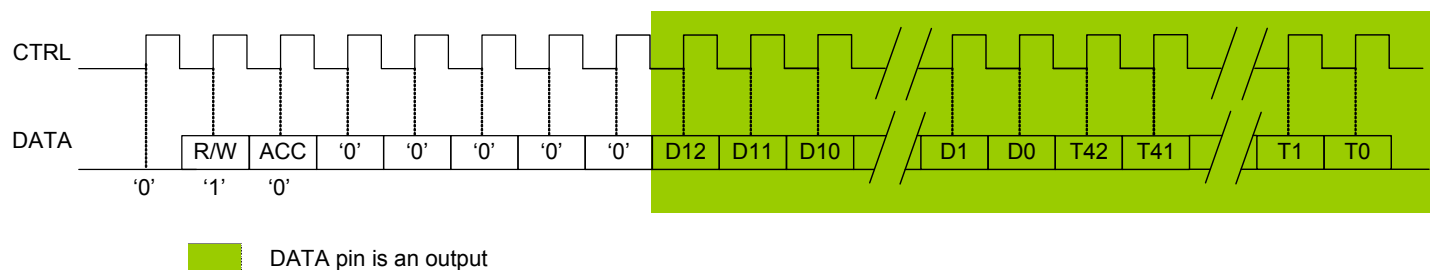 CTRL
DATA
R/W ACC ‘0’ ‘0’ ‘0’ ‘0’ ‘0’ D12 D11 D10 D1 D0 T42 T41 T1 T0
‘0’ ‘1’ ‘0’
DATA pin is an output